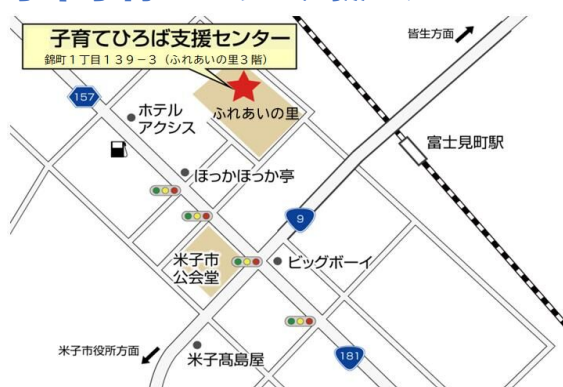 子育てひろば支援センター
錦町１丁目１３９－３（ふれあいの里３階）
皆生方面
157
ホテル
アクシス
ふれあいの里
富士見町駅
ほっかほっか亭
9
米子市
公会堂
ビッグボーイ
米子市役所方面
米子髙島屋
181